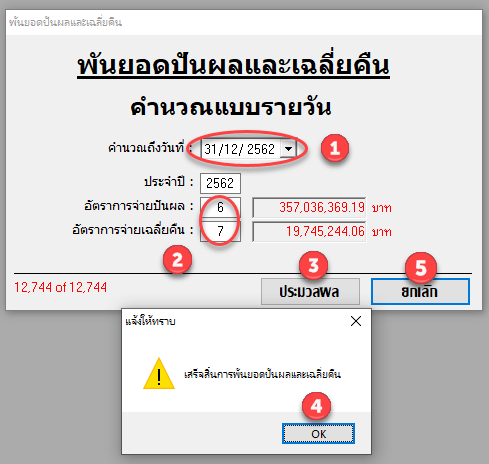 พ้นยอดปันผลและเฉลี่ยคืน
พ้นยอดปันผลและเฉลี่ยคืน
คำนวณแบบรายวัน
คำนวณถึงวันที่ : 31/12/ 2562 1
ประจำปี : 2562
อัตราการจ่ายปันผล : 6 357,036,369.19 บาท
อัตราการจ่ายเฉลี่ยคืน : 7 19,745,244.06 บาท
2 3 5
12,744 of 12,744 ประมวลผล ยกเลิก
แจ้งให้ทราบ
เสร็จสิ้นการพ้นยอดปันผลและเฉลี่ยคืน
4
OK